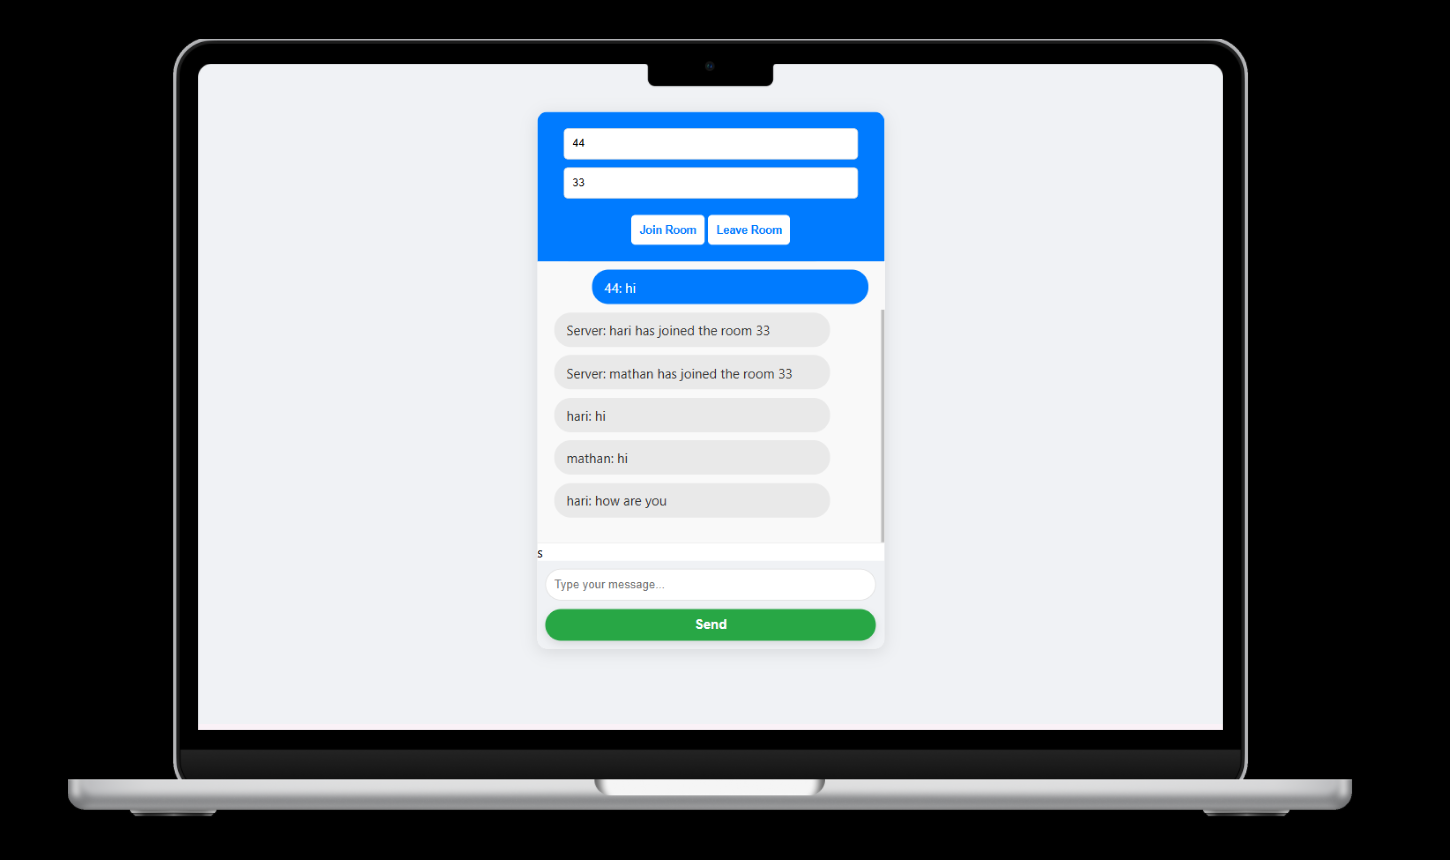 44
33
Join Room Leave Room
44: hi
Server: hari has joined the room 33
Server: mathan has joined the room 33
hari: hi
mathan: hi
hari: how are you
s
Type your message...
Send